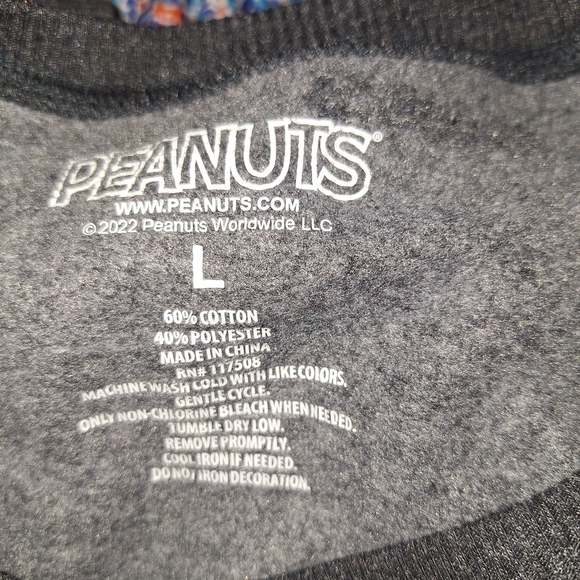 PEANUTS®
WWW.PEANUTS.COM
©2022 Peanuts Worldwide LLC
L
60% COTTON
40% POLYESTER
MADE IN CHINA
RN# 117508
MACHINE WASH COLD WITH LIKE COLORS.
GENTLE CYCLE.
ONLY NON-CHLORINE BLEACH WHEN NEEDED.
TUMBLE DRY LOW.
REMOVE PROMPTLY.
COOL IRON IF NEEDED.
DO NOT IRON DECORATION.